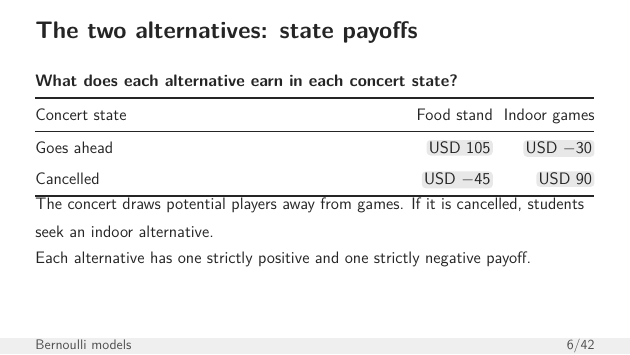 The two alternatives: state payoffs
What does each alternative earn in each concert state?
Concert state Food stand Indoor games
Goes ahead USD 105 USD −30
Cancelled USD −45 USD 90
The concert draws potential players away from games. If it is cancelled, students
seek an indoor alternative.
Each alternative has one strictly positive and one strictly negative payoff.
Bernoulli models 6/42